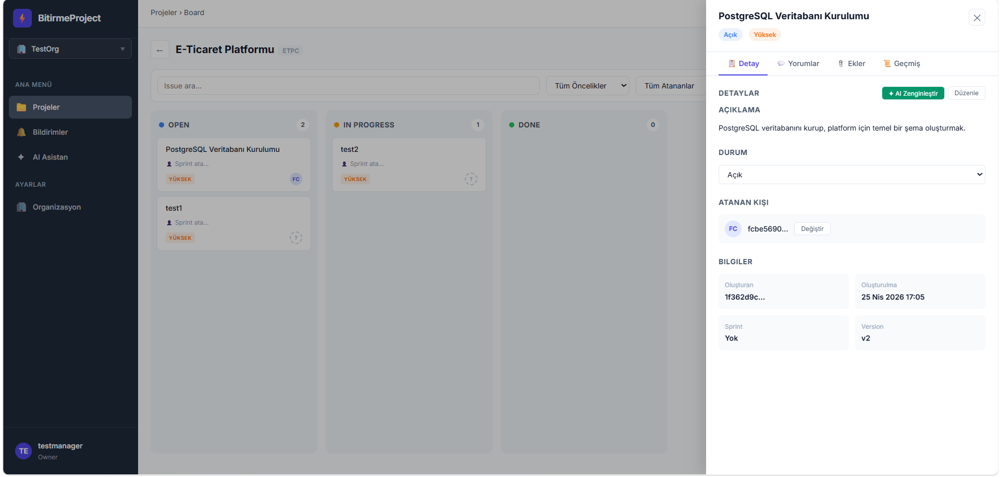 BitirmeProject
TestOrg
ANA MENÜ
Projeler
Bildirimler
AI Asistan
AYARLAR
Organizasyon
TE
testmanager
Owner
Projeler › Board
← E-Ticaret Platformu ETPC
Issue ara...
Tüm Öncelikler
Tüm Atananlar
OPEN 2
PostgreSQL Veritabanı Kurulumu
Sprint ata...
YÜKSEK FC
test1
Sprint ata...
YÜKSEK ?
IN PROGRESS 1
test2
Sprint ata...
YÜKSEK ?
DONE 0
PostgreSQL Veritabanı Kurulumu
Açık Yüksek
Detay Yorumlar Ekler Geçmiş
DETAYLAR
✦ AI Zenginleştir Düzenle
AÇIKLAMA
PostgreSQL veritabanını kurup, platform için temel bir şema oluşturmak.
DURUM
Açık
ATANAN KIŞI
FC fcbe5690... Değiştir
BILGILER
Oluşturan
1f362d9c...
Oluşturulma
25 Nis 2026 17:05
Sprint
Yok
Version
v2